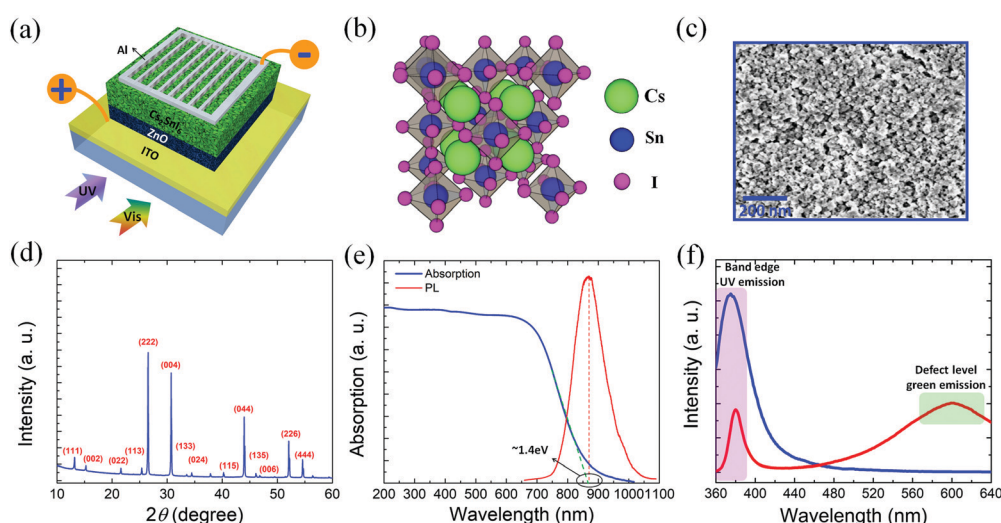 (a)
Al
Cs₂SnI₆
ZnO
ITO
UV
Vis
(b)
Cs
Sn
I
(c)
200 nm
(d)
Intensity (a. u.)
(111)
(002)
(022)
(113)
(222)
(004)
(133)
(024)
(115)
(044)
(135)
(006)
(226)
(444)
10 20 30 40 50 60
2θ (degree)
(e)
Absorption (a. u.)
Absorption
PL
~1.4eV
200 300 400 500 600 700 800 900 1000 1100
Wavelength (nm)
(f)
Intensity (a. u.)
Band edge
UV emission
Defect level
green emission
360 400 440 480 520 560 600 640
Wavelength (nm)